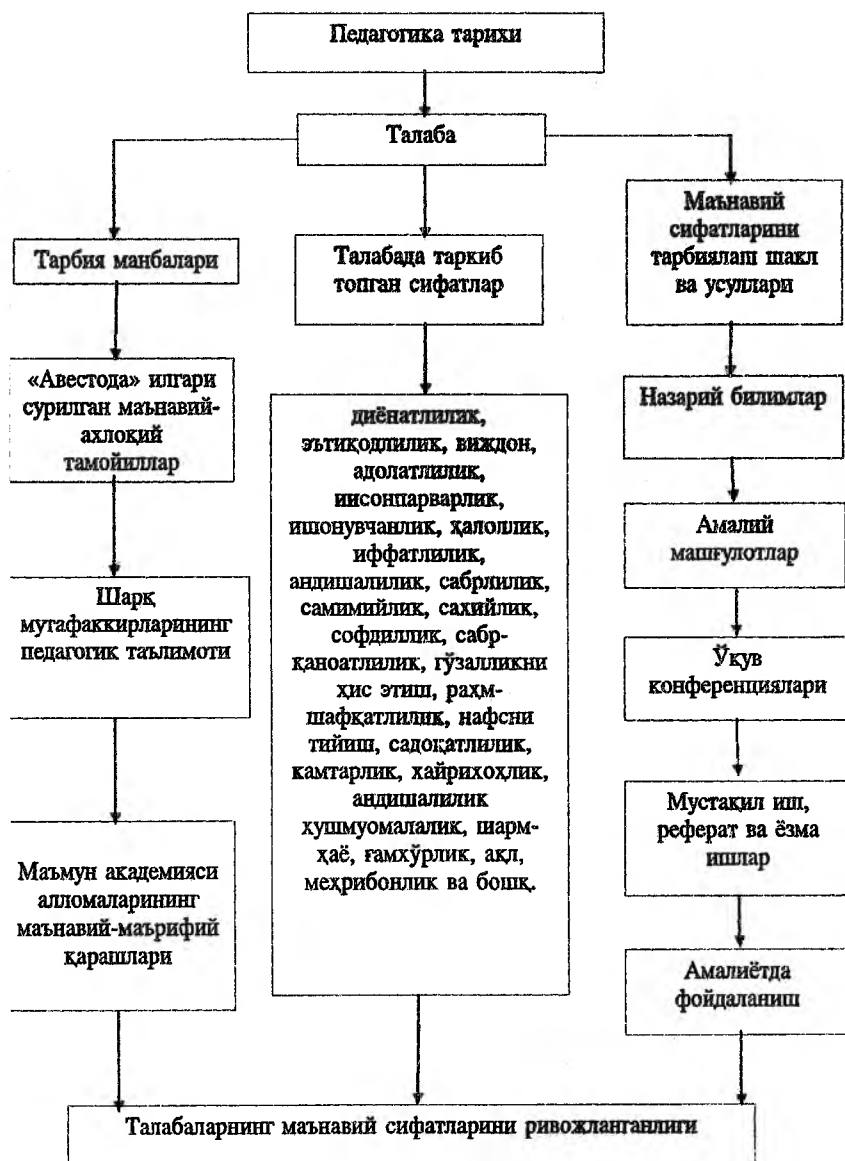 Педагогика тарихи
Талаба
Тарбия манбалари
«Авестода» илгари
сурилган маънавий-
ахлоқий
тамойиллар
Шарқ
мутафаккирларининг
педагогик таълимоти
Маъмун академияси
алломаларининг
маънавий-маърифий
қарашлари
Талабада таркиб
топган сифатлар
диёнатлилик,
эътиқодлилик, виждон,
адолатлилик,
инсонпарварлик,
ишонувчанлик, ҳалоллик,
иффатлилик,
андишалилик, сабрлилик,
самимийлик, сахийлик,
софдиллик, сабр-
қаноатлилик, гўзалликни
ҳис этиш, раҳм-
шафқатлилик, нафсни
тийиш, садоқатлилик,
камтарлик, хайрихоҳлик,
андишалилик
хушмуомалалик, шарм-
ҳаё, ғамхўрлик, ақл,
меҳрибонлик ва бошқ.
Маънавий
сифатларини
тарбиялаш шакл
ва усуллари
Назарий билимлар
Амалий
машғулотлар
Ўқув
конференциялари
Мустақил иш,
реферат ва ёзма
ишлар
Амалиётда
фойдаланиш
Талабаларнинг маънавий сифатларини ривожланганлиги